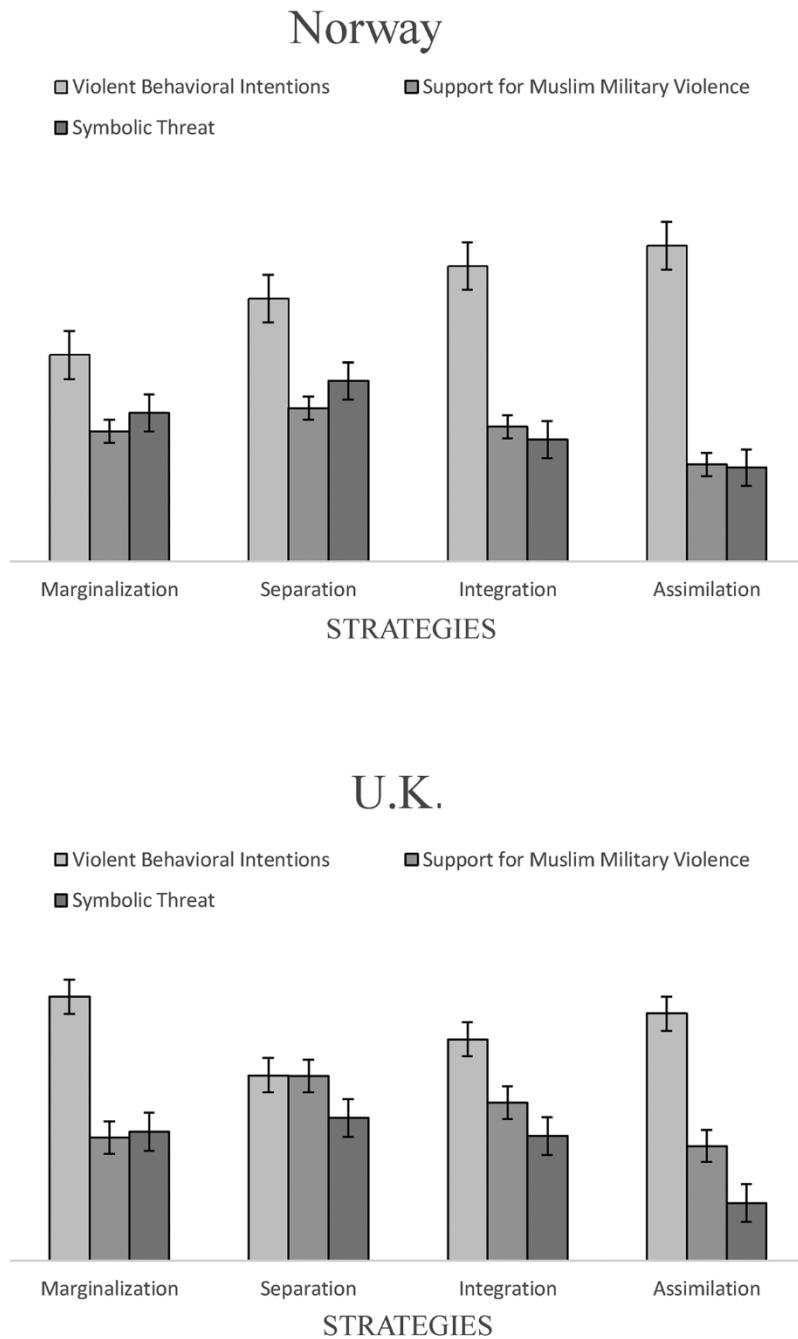 Norway
Violent Behavioral Intentions
Support for Muslim Military Violence
Symbolic Threat
Marginalization
Separation
Integration
Assimilation
STRATEGIES
U.K.
Violent Behavioral Intentions
Support for Muslim Military Violence
Symbolic Threat
Marginalization
Separation
Integration
Assimilation
STRATEGIES